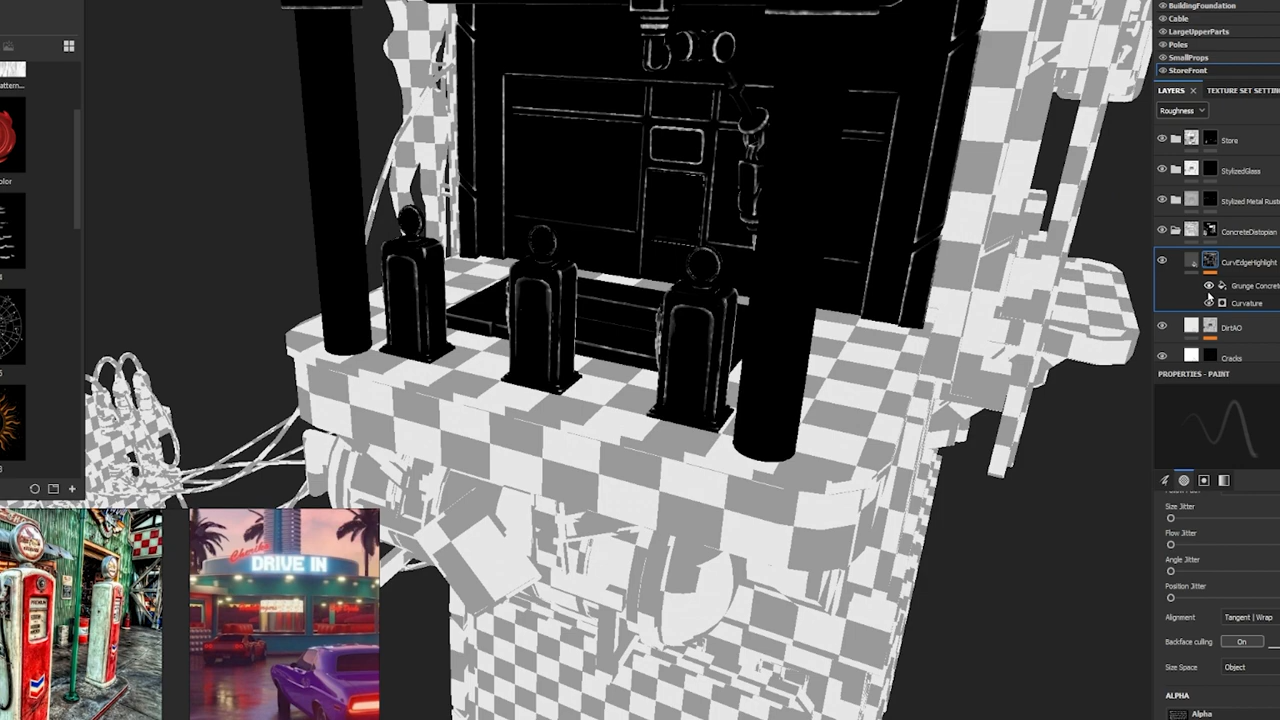 BuildingFoundation
Cable
LargeUpperParts
Poles
SmallProps
StoreFront
LAYERS
TEXTURE SET SETTIN
Roughness
Store
StylizedGlass
Stylized Metal Rust
ConcreteDistopian
CurvEdgeHighlight
Grunge Concret
Curvature
DirtAO
Cracks
PROPERTIES - PAINT
Size Jitter
Flow Jitter
Angle Jitter
Position Jitter
Alignment
Tangent | Wrap
Backface culling
On
Size Space
Object
ALPHA
Alpha
attern...
olor
DRIVE IN